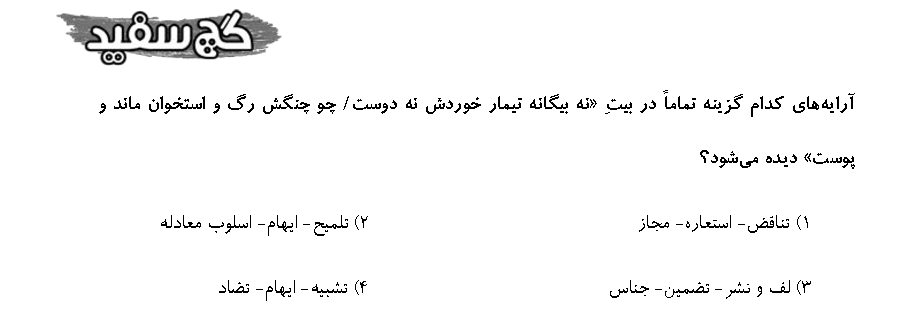 گچ سفید
آرایه‌های کدام گزینه تماماً در بیتِ «نه بیگانه تیمار خوردش نه دوست/ چو چنگش رگ و استخوان ماند و
پوست» دیده می‌شود؟
۱) تناقض- استعاره- مجاز
۲) تلمیح- ایهام- اسلوب معادله
۳) لف و نشر- تضمین- جناس
۴) تشبیه- ایهام- تضاد